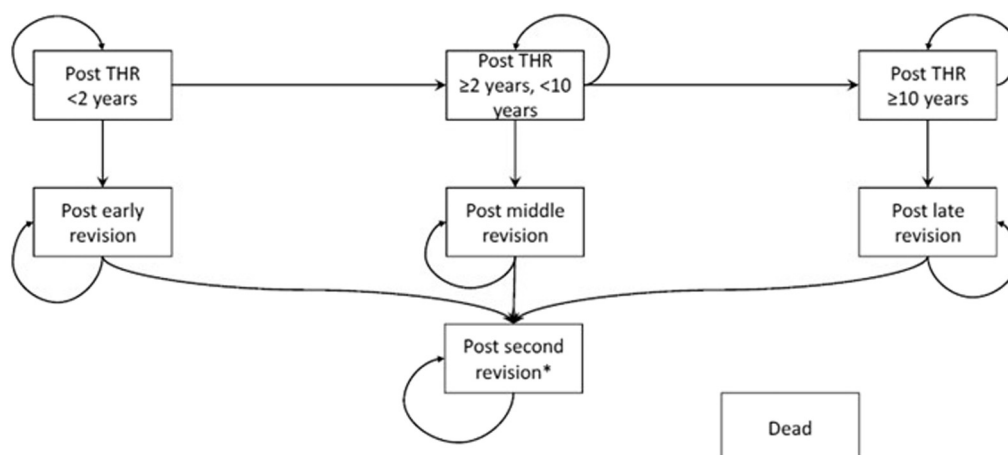 Post THR
<2 years
Post THR
≥2 years, <10
years
Post THR
≥10 years
Post early
revision
Post middle
revision
Post late
revision
Post second
revision*
Dead